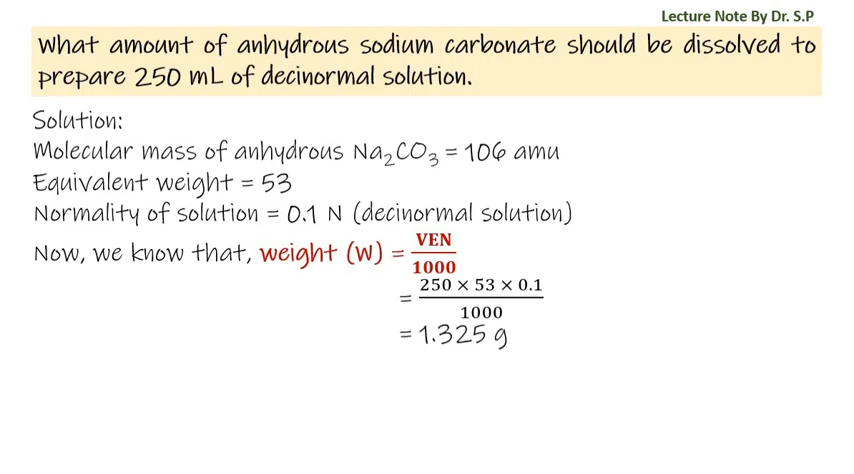 Lecture Note By Dr. S.P
What amount of anhydrous sodium carbonate should be dissolved to
prepare 250 mL of decinormal solution.
Solution:
Molecular mass of anhydrous Na₂CO₃ = 106 amu
Equivalent weight = 53
Normality of solution = 0.1 N (decinormal solution)
Now, we know that, weight (W) = VEN/1000
= 250 × 53 × 0.1/1000
= 1.325 g